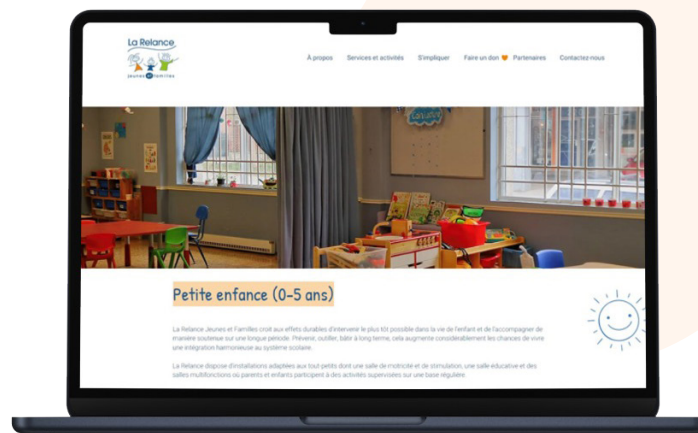 La Relance
jeunes et familles
À propos Services et activités S'impliquer Faire un don 🧡 Partenaires Contactez-nous
Petite enfance (0-5 ans)
La Relance Jeunes et Familles croit aux effets durables d'intervenir le plus tôt possible dans la vie de l'enfant et de l'accompagner de
manière soutenue sur une longue période. Prévenir, outiller, bâtir à long terme, cela augmente considérablement les chances de vivre
une intégration harmonieuse au système scolaire.
La Relance dispose d'installations adaptées aux tout-petits dont une salle de motricité et de stimulation, une salle éducative et des
salles multifonctions où parents et enfants participent à des activités supervisées sur une base régulière.